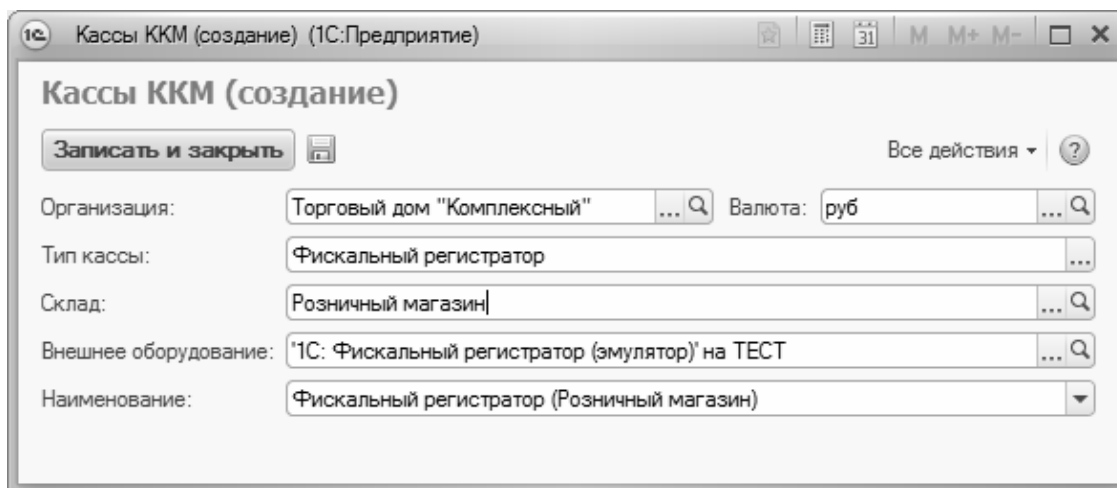 1С Кассы ККМ (создание) (1С:Предприятие) 31 M M+ M-
Кассы ККМ (создание)
Записать и закрыть Все действия ?
Организация: Торговый дом "Комплексный" ... Валюта: руб ...
Тип кассы: Фискальный регистратор ...
Склад: Розничный магазин ...
Внешнее оборудование: '1С: Фискальный регистратор (эмулятор)' на ТЕСТ ...
Наименование: Фискальный регистратор (Розничный магазин)